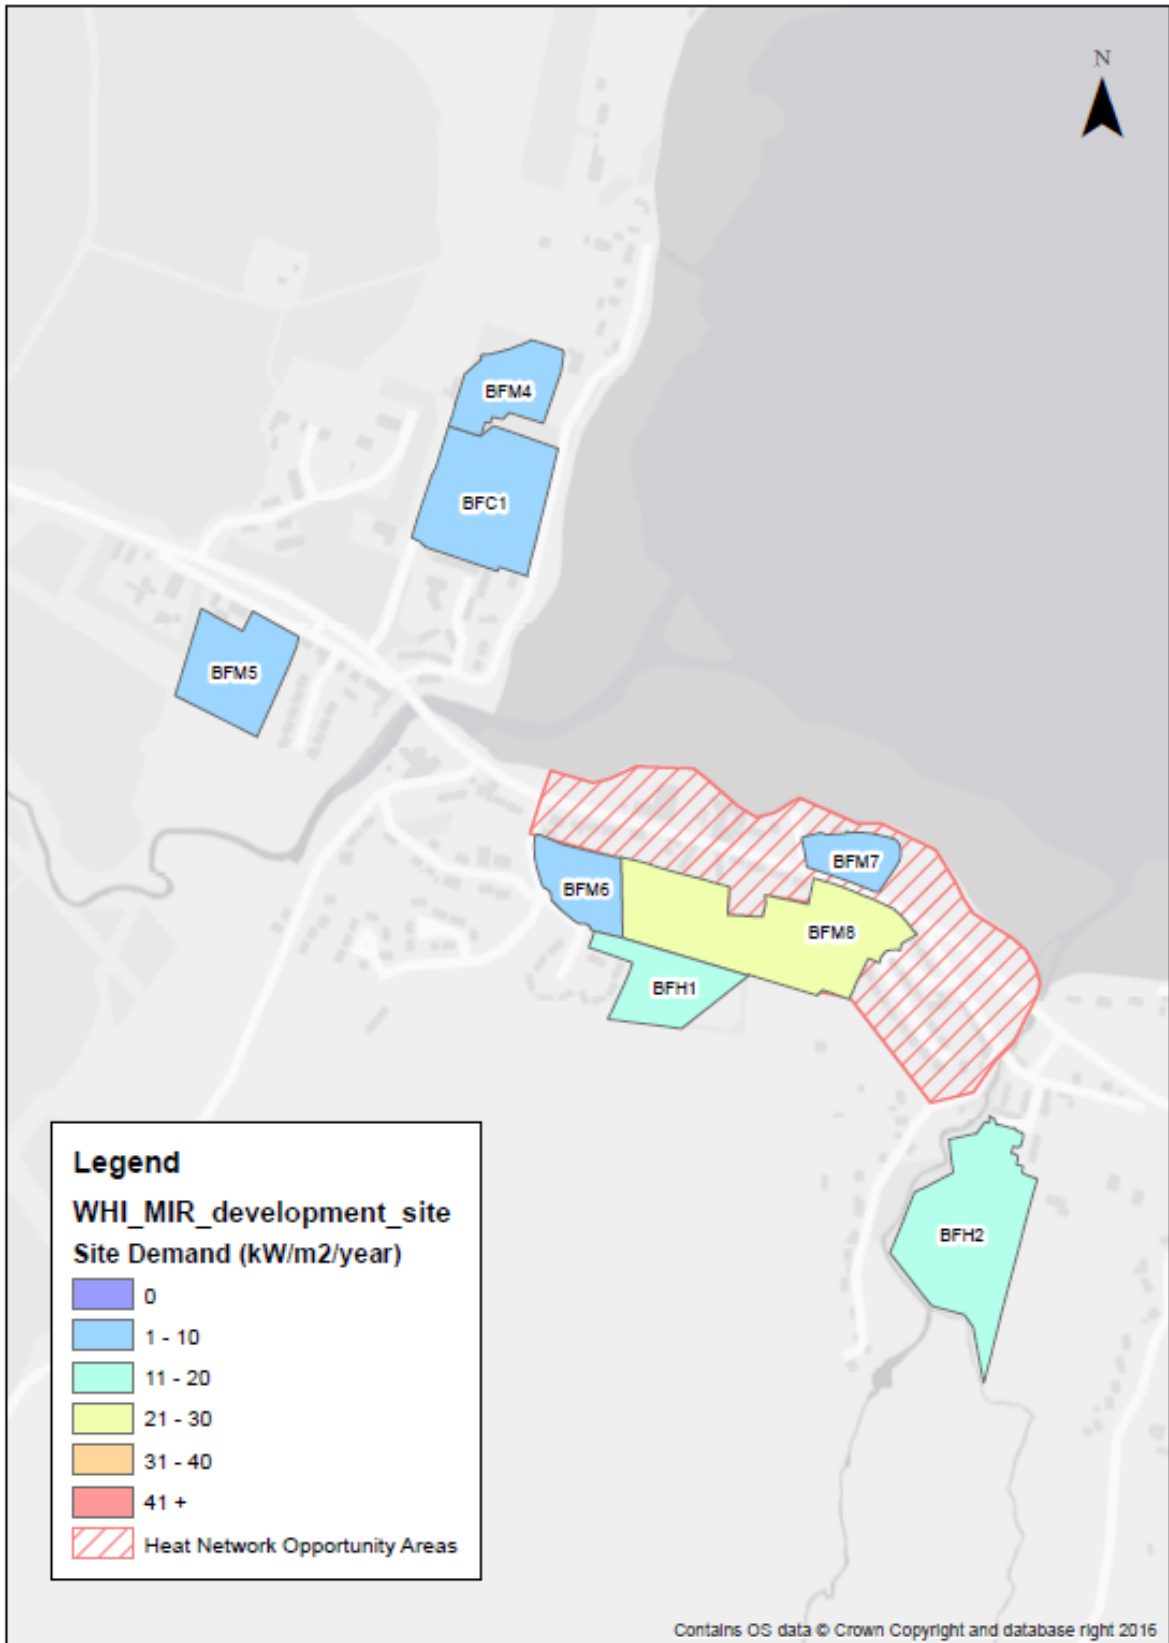 N
BFM4
BFC1
BFM5
BFM7
BFM6
BFM8
BFH1
BFH2
Legend
WHI_MIR_development_site
Site Demand (kW/m2/year)
0
1 - 10
11 - 20
21 - 30
31 - 40
41 +
Heat Network Opportunity Areas
Contains OS data © Crown Copyright and database right 2016